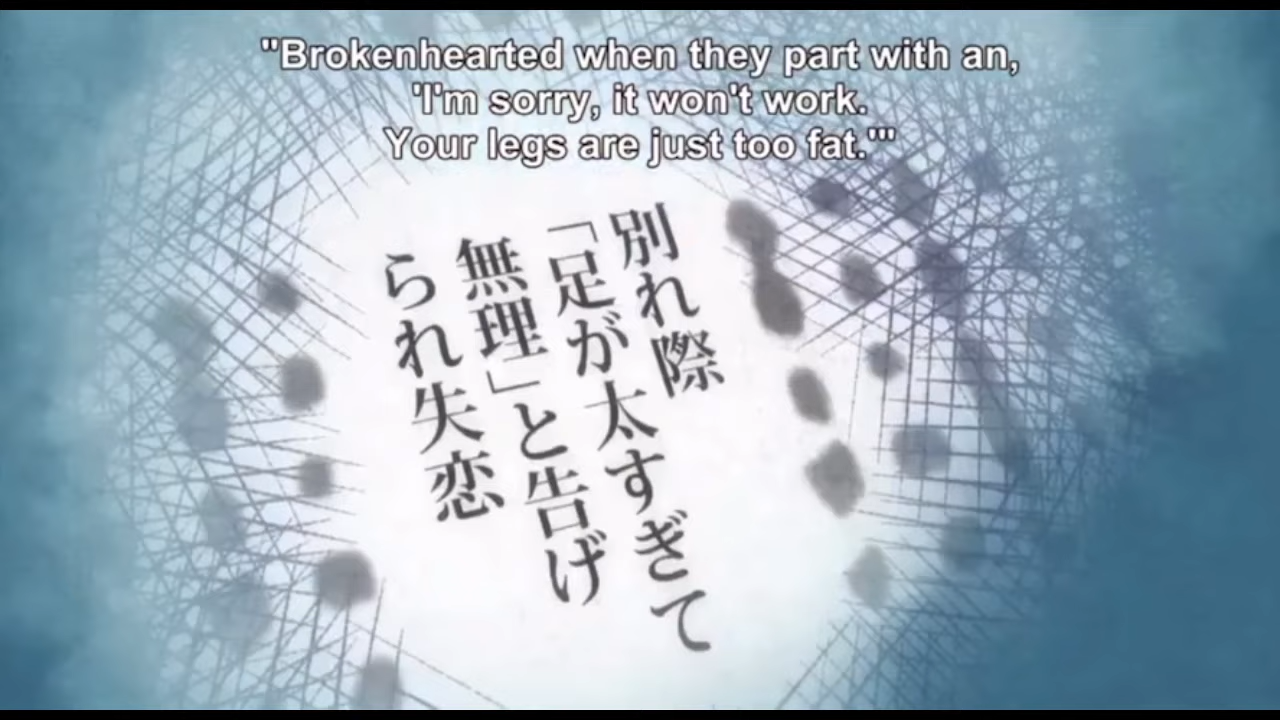 "Brokenhearted when they part with an,
'I'm sorry, it won't work.
Your legs are just too fat.'"
別れ際
「足が太すぎて
無理」と告げ
られ失恋